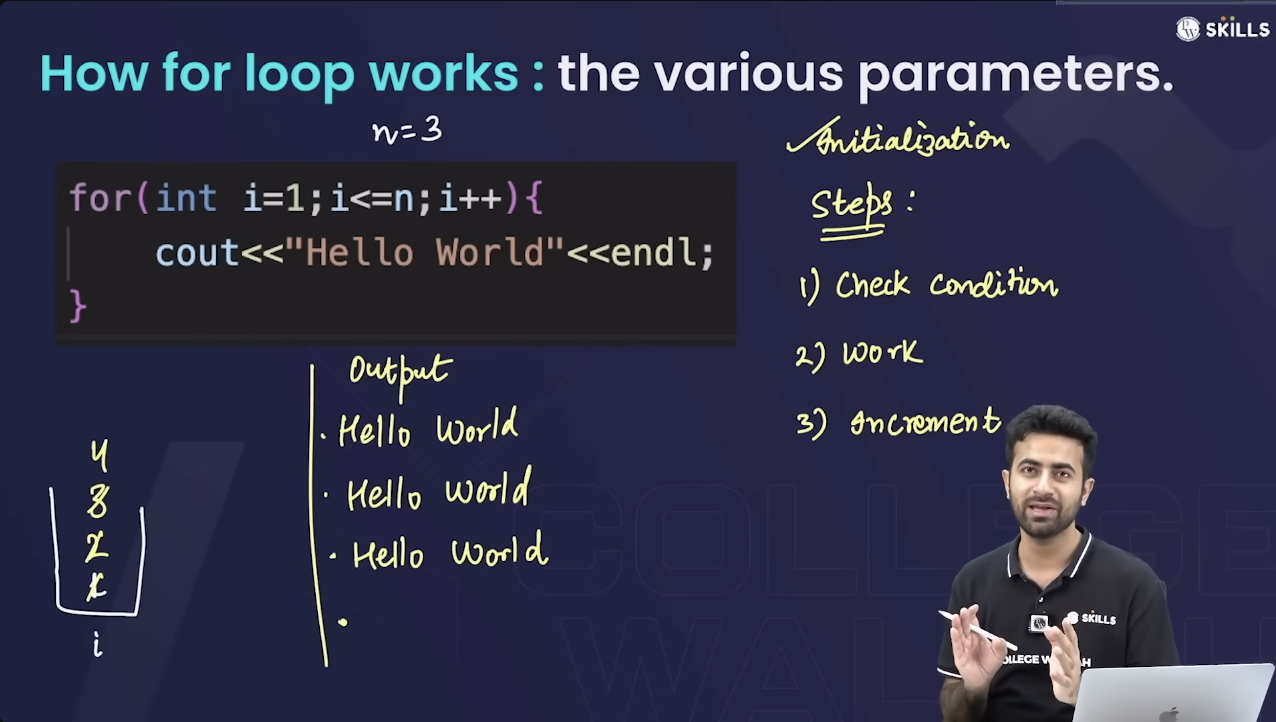 PW SKILLS
How for loop works : the various parameters.
n=3
for(int i=1;i<=n;i++){
cout<<"Hello World"<<endl;
}
Output
Hello World
Hello World
Hello World
4
3
2
1
i
Initialization
Steps :
1) Check condition
2) Work
3) Increment
PW SKILLS
COLLEGE WALLAH